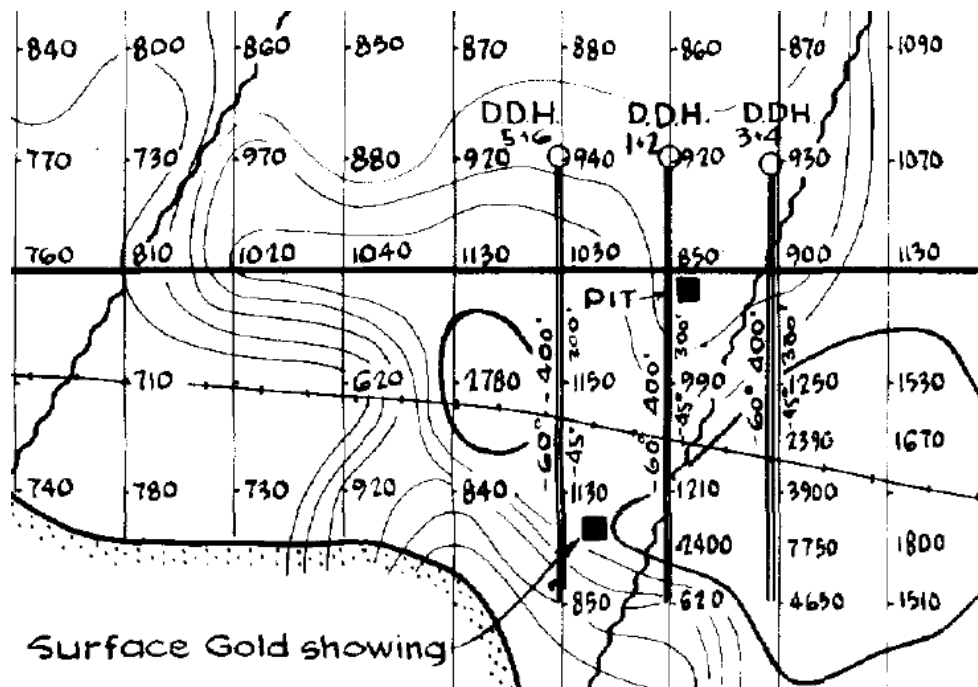 840 800 860 830 870 880 860 870 1090
D.D.H. D.D.H. D.D.H.
5+6 1+2 3+4
770 730 970 880 920 940 920 930 1070
760 810 1020 1040 1130 1030 850 900 1130
PIT
-60° -400' -45° 300' -60° 400' -45° 300' -60° 400' -45° 300'
710 620 2780 1150 990 1250 1530
2390 1670
740 780 730 920 840 1130 1210 3900
2400 7750 1800
850 620 4650 1510
Surface Gold showing